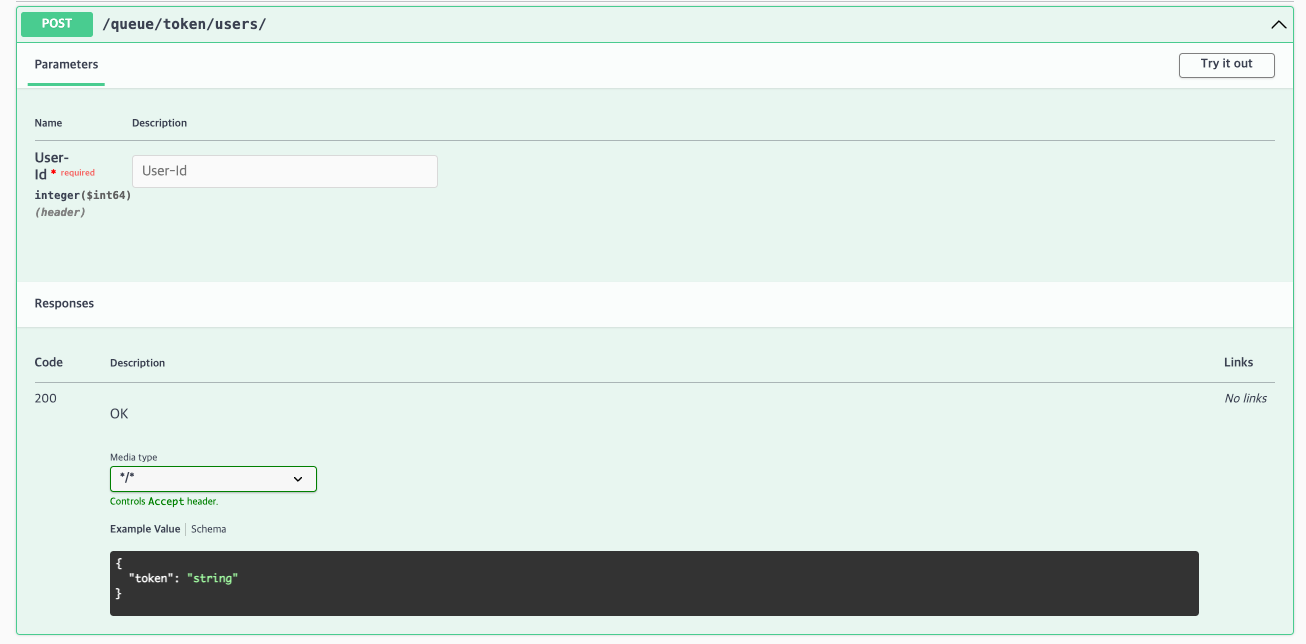 POST /queue/token/users/
Parameters
Try it out
Name Description
User-
Id * required
User-Id
integer($int64)
(header)
Responses
Code Description Links
200 No links
OK
Media type
*/*
Controls Accept header.
Example Value Schema
{
"token": "string"
}